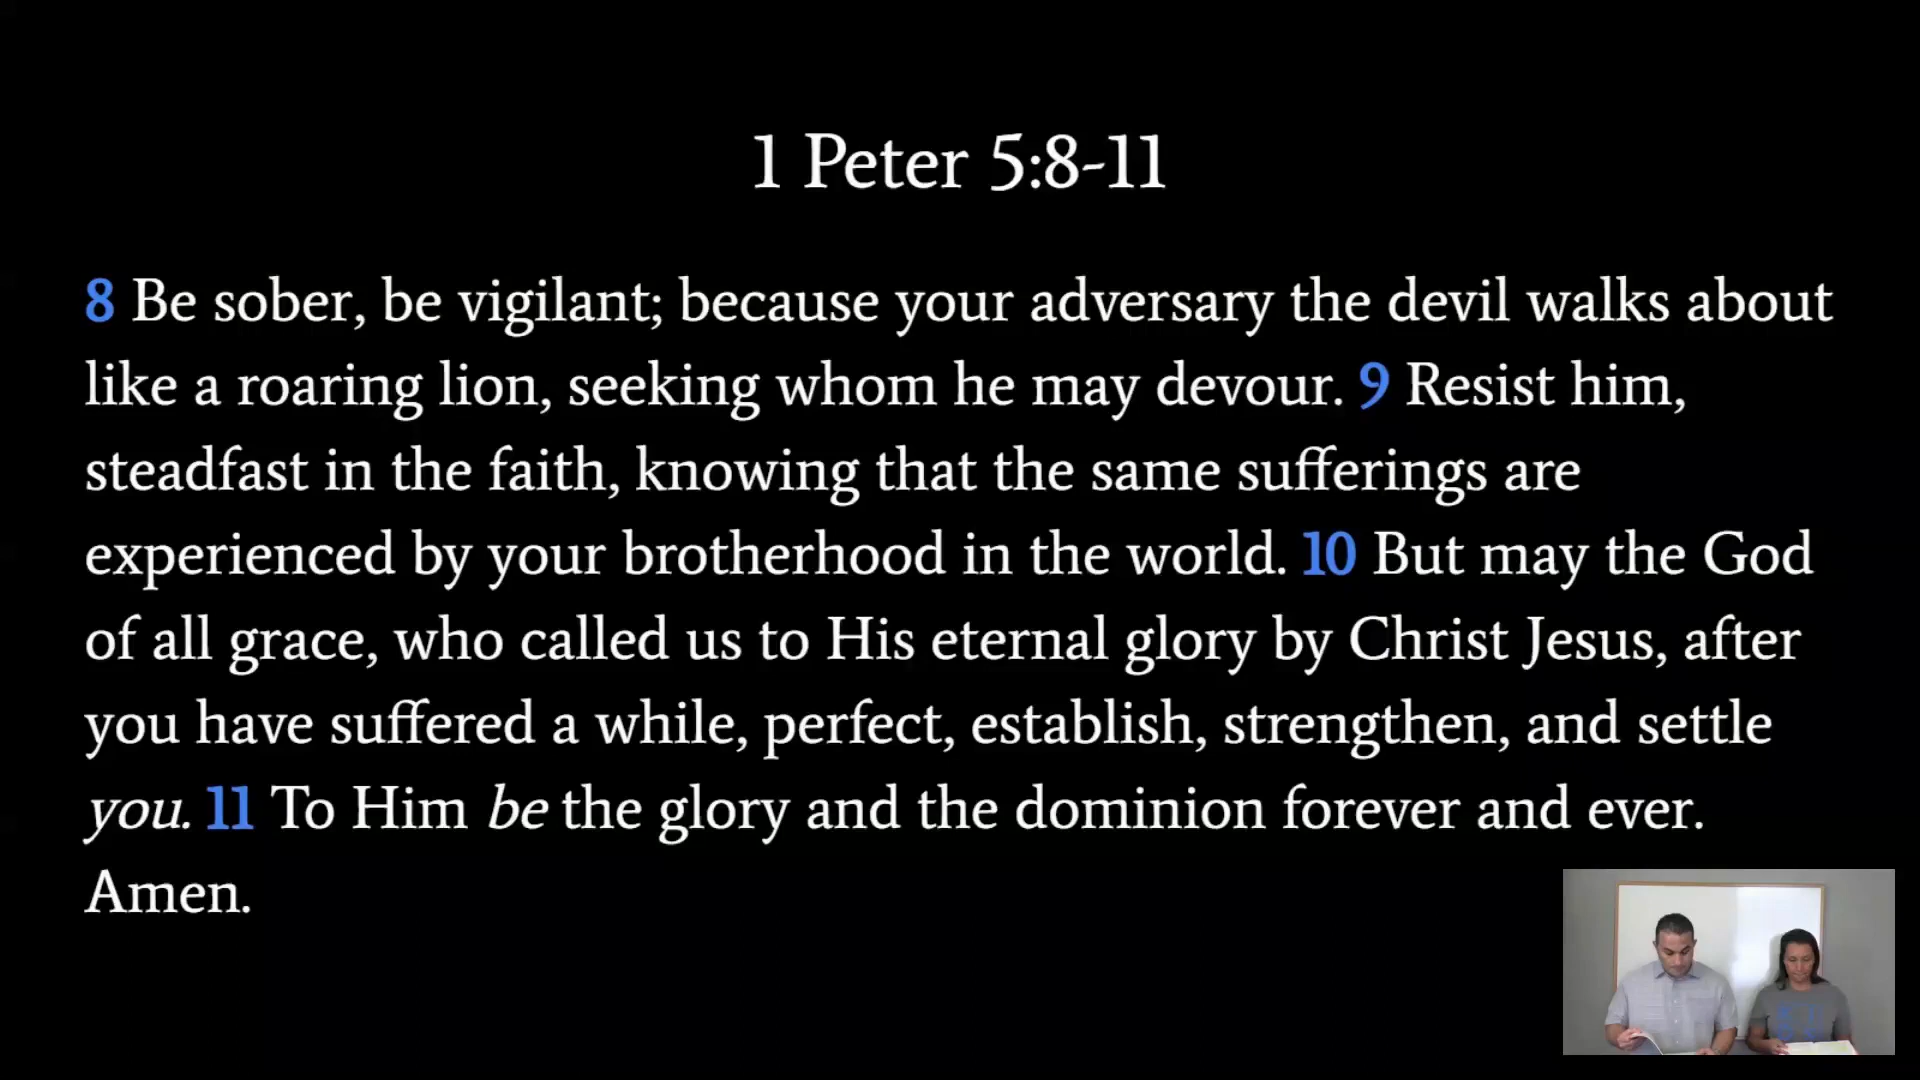 1 Peter 5:8-11
8 Be sober, be vigilant; because your adversary the devil walks about
like a roaring lion, seeking whom he may devour. 9 Resist him,
steadfast in the faith, knowing that the same sufferings are
experienced by your brotherhood in the world. 10 But may the God
of all grace, who called us to His eternal glory by Christ Jesus, after
you have suffered a while, perfect, establish, strengthen, and settle
you. 11 To Him be the glory and the dominion forever and ever.
Amen.